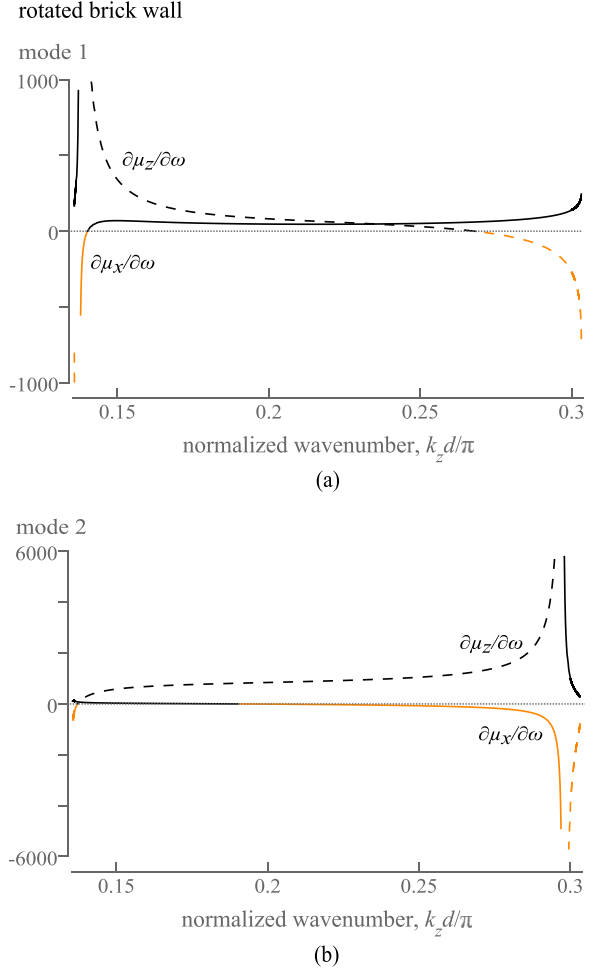 rotated brick wall
mode 1
1000
∂μz/∂ω
0
∂μx/∂ω
-1000
0.15 0.2 0.25 0.3
normalized wavenumber, kzd/π
(a)
mode 2
6000
∂μz/∂ω
0
∂μx/∂ω
-6000
0.15 0.2 0.25 0.3
normalized wavenumber, kzd/π
(b)